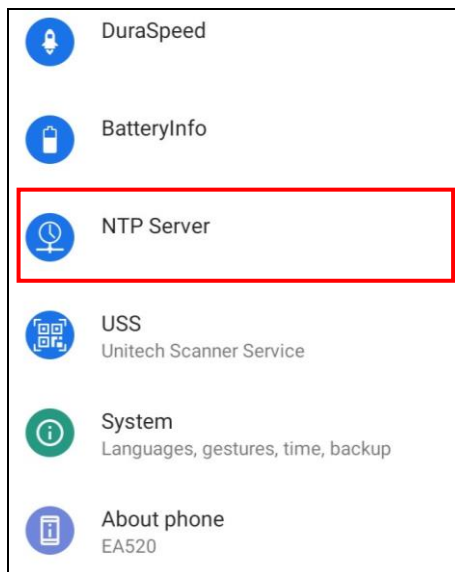 DuraSpeed
BatteryInfo
NTP Server
USS
Unitech Scanner Service
System
Languages, gestures, time, backup
About phone
EA520